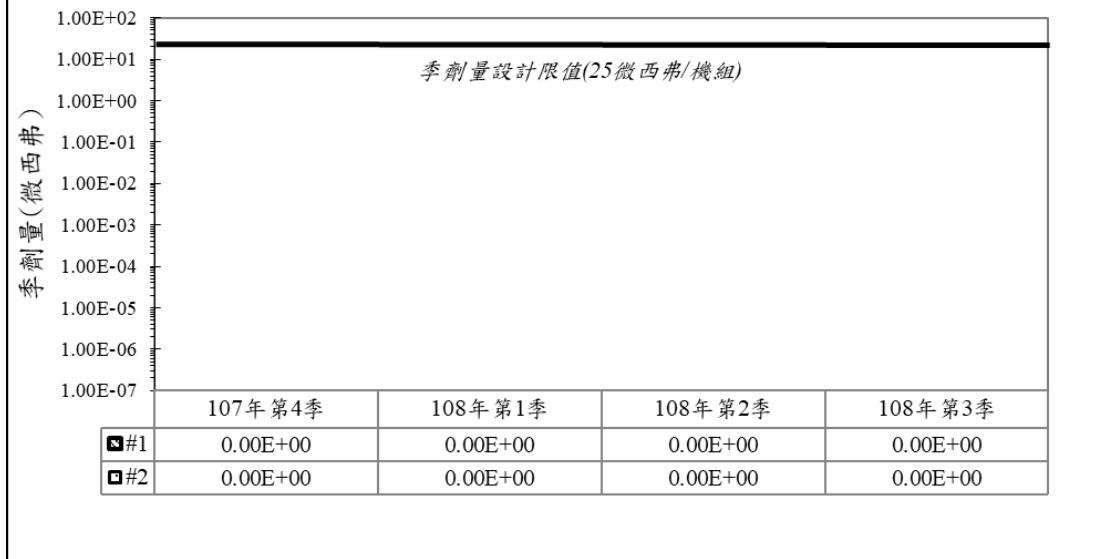 1.00E+02
1.00E+01
1.00E+00
1.00E-01
1.00E-02
1.00E-03
1.00E-04
1.00E-05
1.00E-06
1.00E-07
季劑量(微西弗)
季劑量設計限值(25微西弗/機組)
107年第4季 108年第1季 108年第2季 108年第3季
#1 0.00E+00 0.00E+00 0.00E+00 0.00E+00
#2 0.00E+00 0.00E+00 0.00E+00 0.00E+00